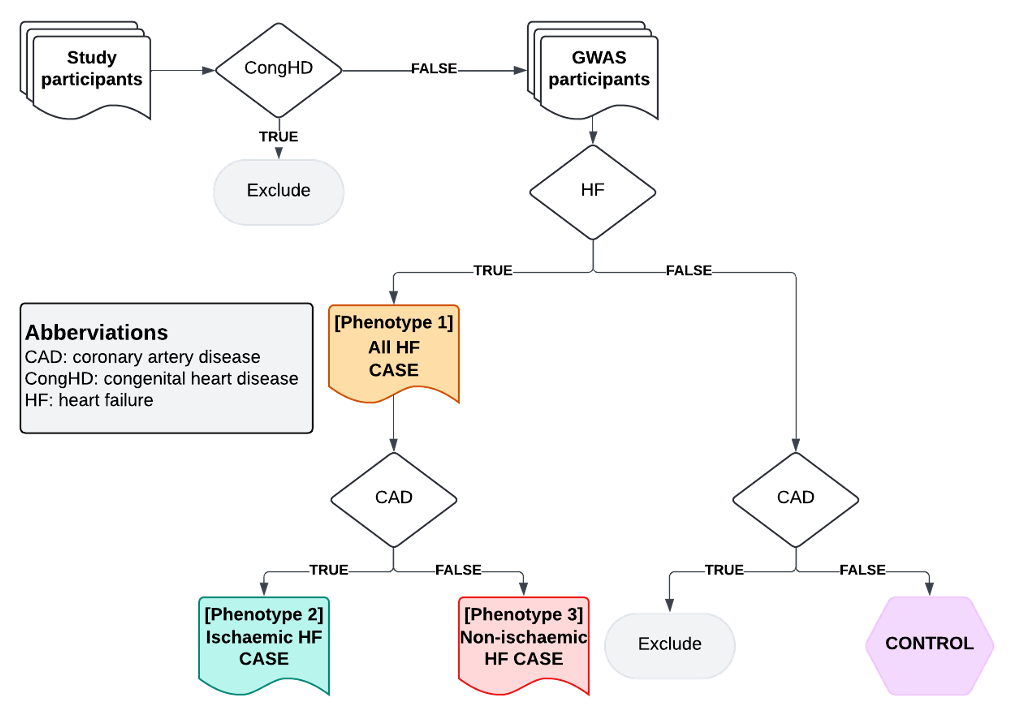 Study
participants
CongHD
FALSE
GWAS
participants
TRUE
Exclude
HF
TRUE
FALSE
[Phenotype 1]
All HF
CASE
Abberviations
CAD: coronary artery disease
CongHD: congenital heart disease
HF: heart failure
CAD
CAD
TRUE
FALSE
TRUE
FALSE
[Phenotype 2]
Ischaemic HF
CASE
[Phenotype 3]
Non-ischaemic
HF CASE
Exclude
CONTROL